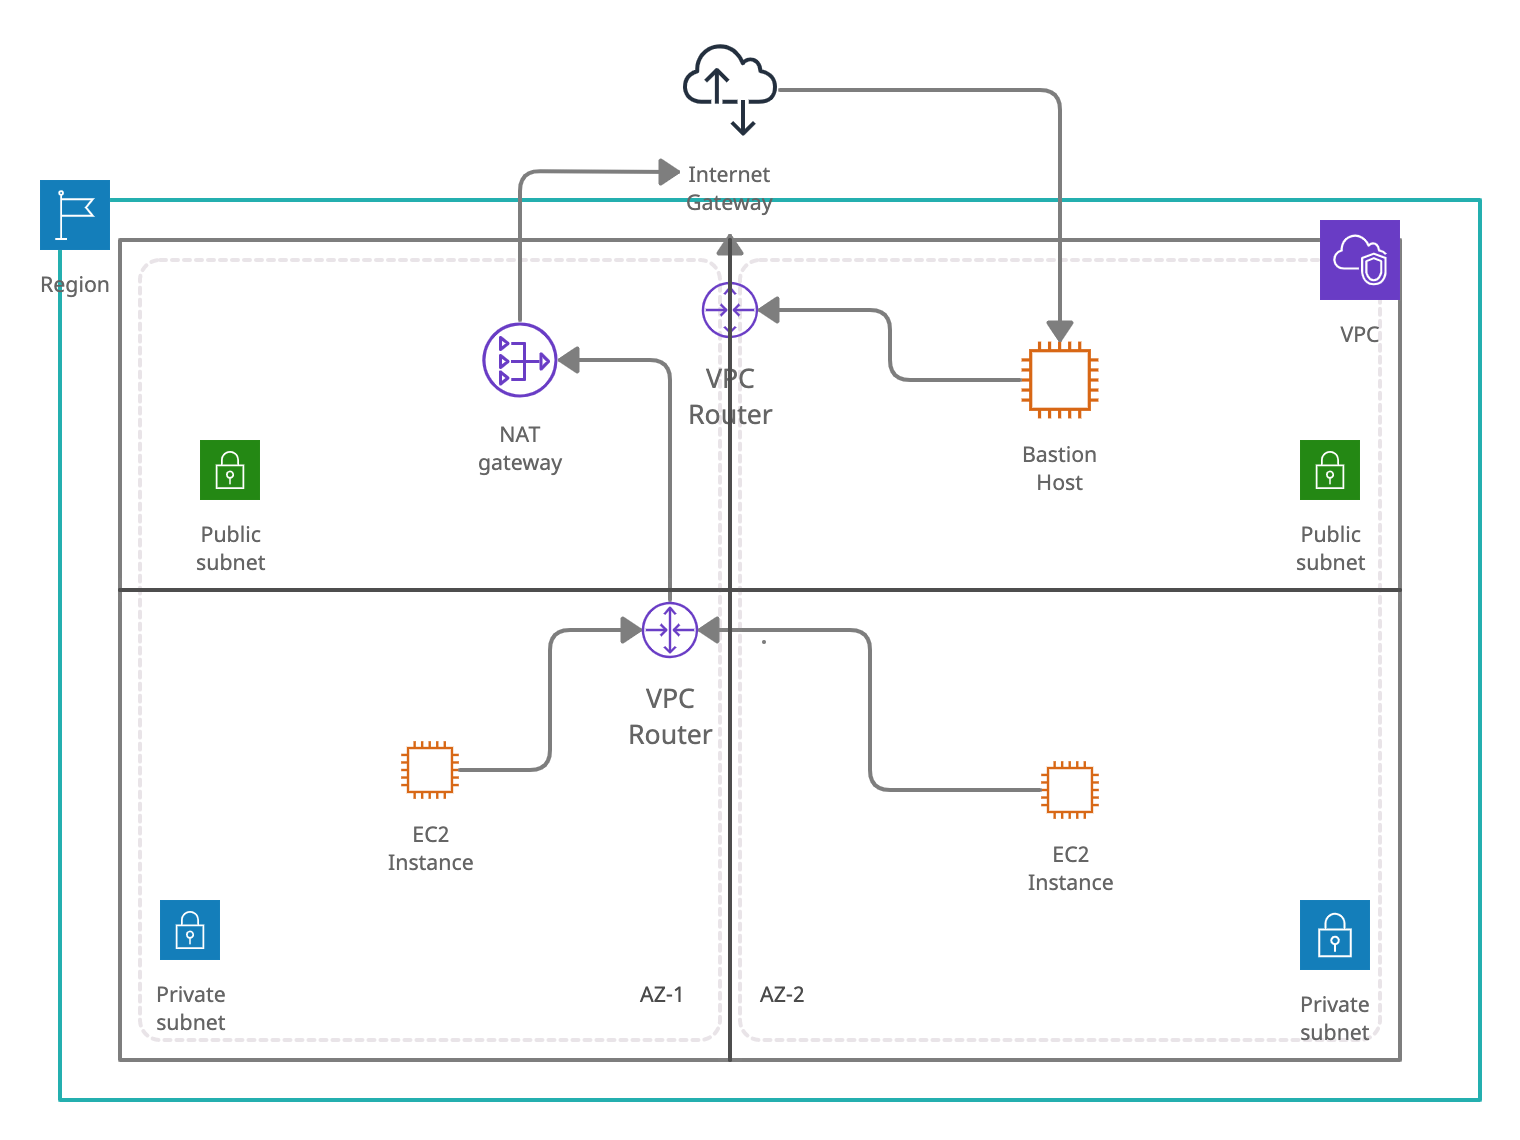 Internet
Gateway
Region
VPC
VPC
Router
NAT
gateway
Bastion
Host
Public
subnet
Public
subnet
VPC
Router
EC2
Instance
EC2
Instance
Private
subnet
AZ-1
AZ-2
Private
subnet